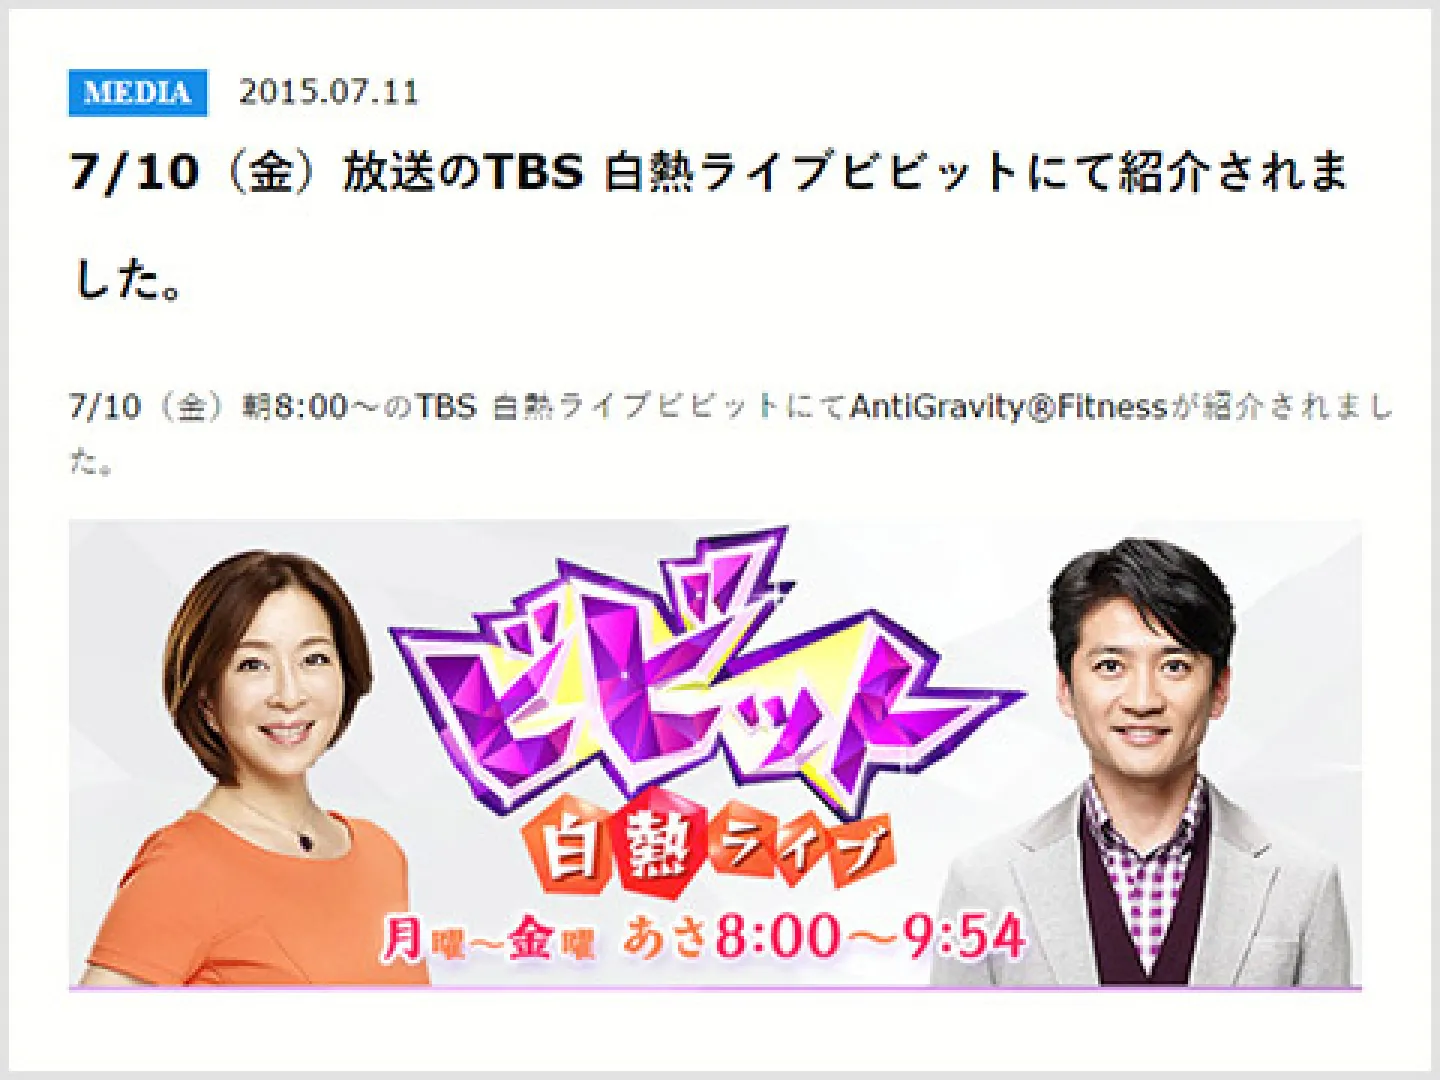 MEDIA 2015.07.11
7/10（金）放送のTBS 白熱ライブビビットにて紹介されま
した。
7/10（金）朝8:00～のTBS 白熱ライブビビットにてAntiGravity®Fitnessが紹介されまし
た。
ビビット
白熱ライブ
月曜～金曜 あさ8:00～9:54